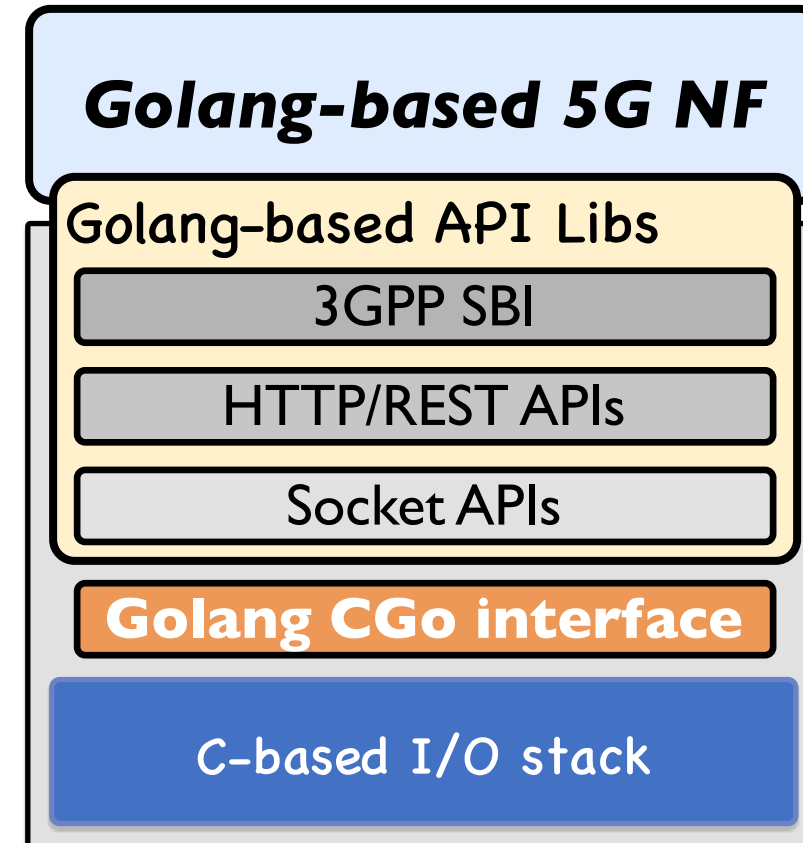 Golang-based 5G NF
Golang-based API Libs
3GPP SBI
HTTP/REST APIs
Socket APIs
Golang CGo interface
C-based I/O stack